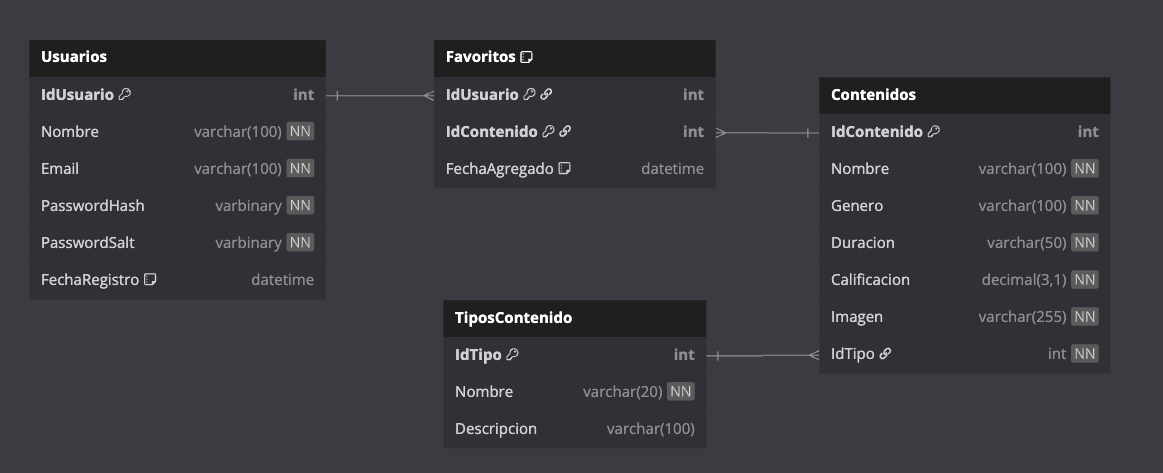 Usuarios
IdUsuario int
Nombre varchar(100) NN
Email varchar(100) NN
PasswordHash varbinary NN
PasswordSalt varbinary NN
FechaRegistro datetime
Favoritos
IdUsuario int
IdContenido int
FechaAgregado datetime
Contenidos
IdContenido int
Nombre varchar(100) NN
Genero varchar(100) NN
Duracion varchar(50) NN
Calificacion decimal(3,1) NN
Imagen varchar(255) NN
IdTipo int NN
TiposContenido
IdTipo int
Nombre varchar(20) NN
Descripcion varchar(100)